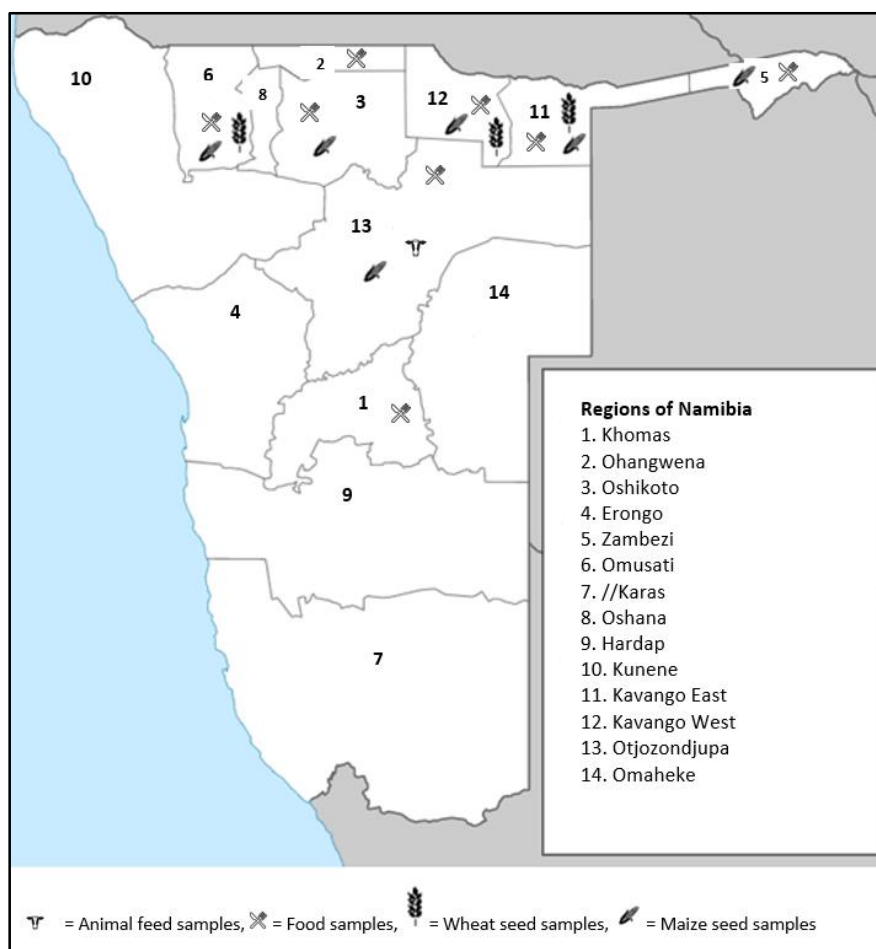 2
10
6
5
8
3
12
11
13
14
4
1
9
7
Regions of Namibia
1. Khomas
2. Ohangwena
3. Oshikoto
4. Erongo
5. Zambezi
6. Omusati
7. //Karas
8. Oshana
9. Hardap
10. Kunene
11. Kavango East
12. Kavango West
13. Otjozondjupa
14. Omaheke
= Animal feed samples, = Food samples, = Wheat seed samples, = Maize seed samples